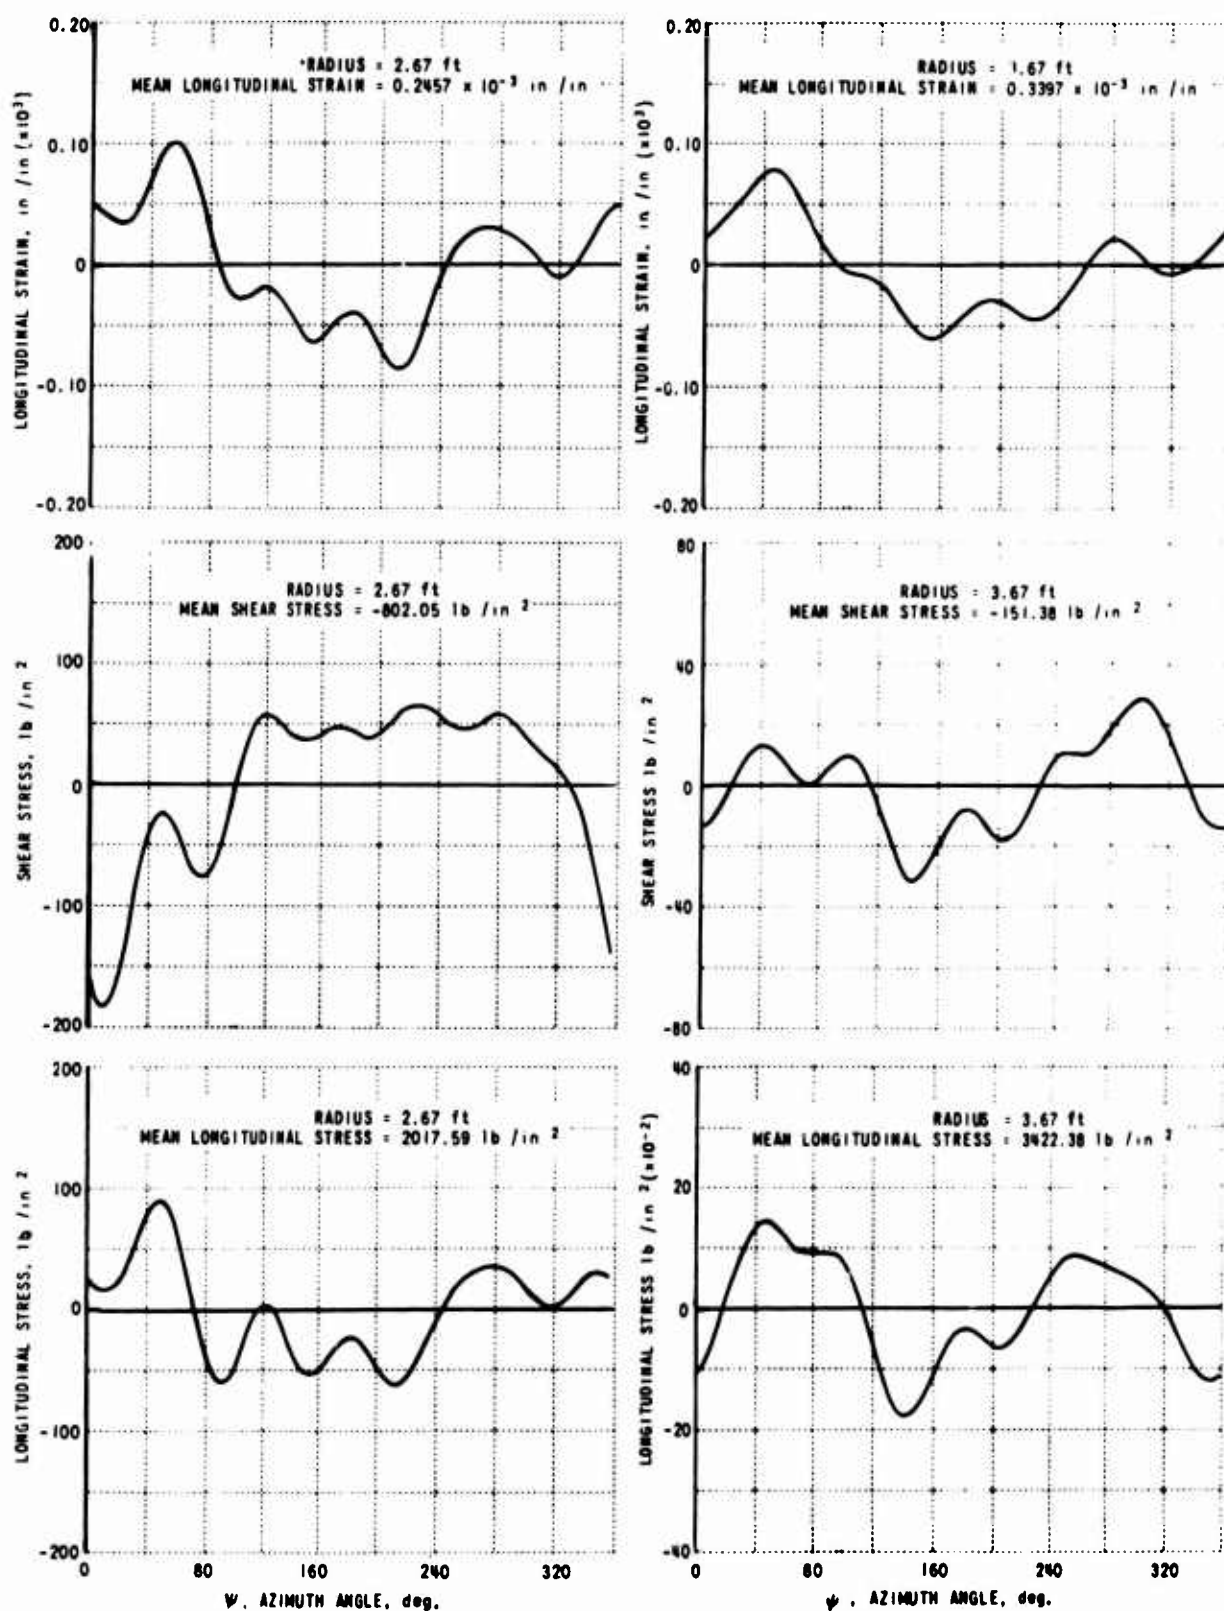 0.20
RADIUS = 2.67 ft
MEAN LONGITUDINAL STRAIN = 0.2457 x 10-3 in/in
0.10
0
-0.10
-0.20
LONGITUDINAL STRAIN, in/in (x10³)
0.20
RADIUS = 1.67 ft
MEAN LONGITUDINAL STRAIN = 0.3397 x 10-3 in/in
0.10
0
-0.10
-0.20
LONGITUDINAL STRAIN, in/in (x10³)
200
RADIUS = 2.67 ft
MEAN SHEAR STRESS = -802.05 lb/in 2
100
0
-100
-200
SHEAR STRESS, lb/in 2
80
RADIUS = 3.67 ft
MEAN SHEAR STRESS = -151.38 lb/in 2
40
0
-40
-80
SHEAR STRESS lb/in 2
200
RADIUS = 2.67 ft
MEAN LONGITUDINAL STRESS = 2017.59 lb/in 2
100
0
-100
-200
LONGITUDINAL STRESS, lb/in 2
0 80 160 240 320
Ψ, AZIMUTH ANGLE, deg.
40
RADIUS = 3.67 ft
MEAN LONGITUDINAL STRESS = 3422.38 lb/in 2
20
0
-20
-40
LONGITUDINAL STRESS lb/in 2 (x10-2)
0 80 160 240 320
Ψ, AZIMUTH ANGLE, deg.